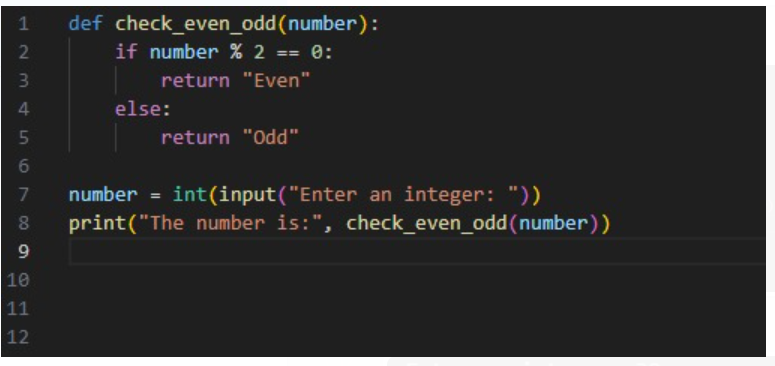 1 def check_even_odd(number):
2     if number % 2 == 0:
3         return "Even"
4     else:
5         return "Odd"
6
7 number = int(input("Enter an integer: "))
8 print("The number is:", check_even_odd(number))
9
10
11
12